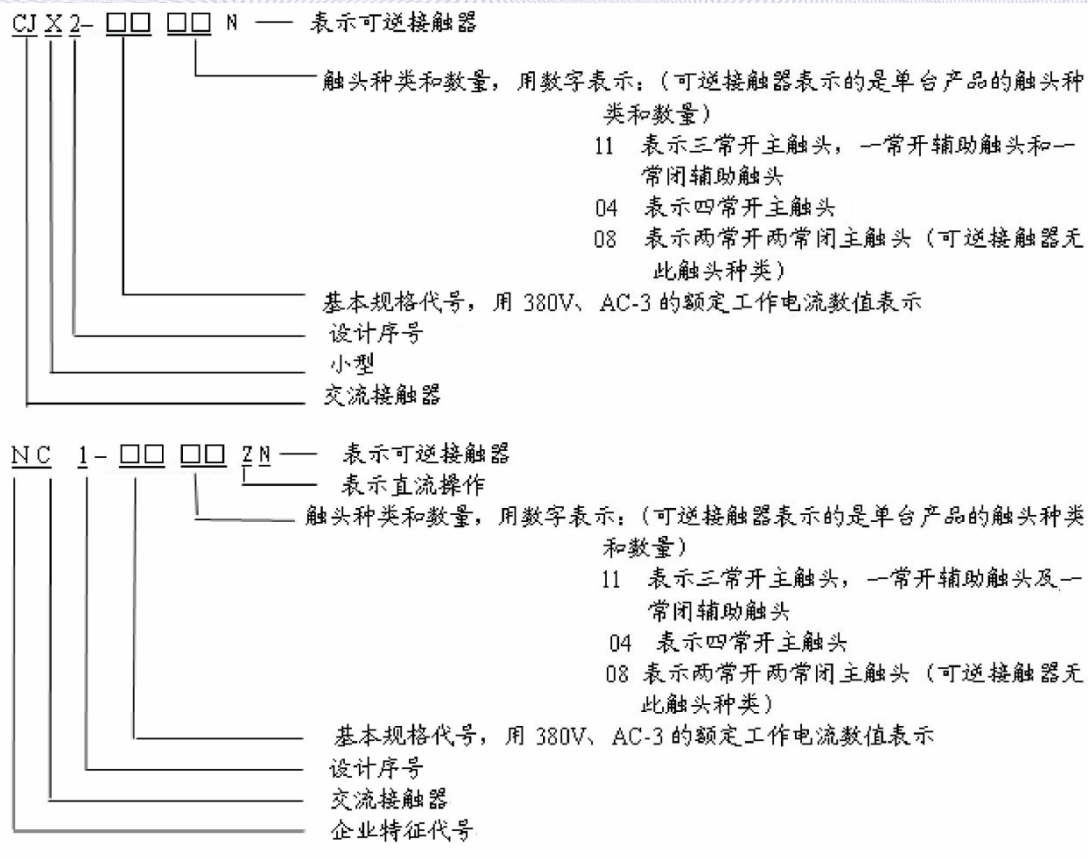 CJ X 2- □□ □□ N — 表示可逆接触器
触头种类和数量，用数字表示：（可逆接触器表示的是单台产品的触头种
类和数量）
11 表示三常开主触头，一常开辅助触头和一
常闭辅助触头
04 表示四常开主触头
08 表示两常开两常闭主触头（可逆接触器无
此触头种类）
基本规格代号，用 380V、AC-3 的额定工作电流数值表示
设计序号
小型
交流接触器
N C 1- □□ □□ Z N — 表示可逆接触器
表示直流操作
触头种类和数量，用数字表示：（可逆接触器表示的是单台产品的触头种类
和数量）
11 表示三常开主触头，一常开辅助触头及一
常闭辅助触头
04 表示四常开主触头
08 表示两常开两常闭主触头（可逆接触器无
此触头种类）
基本规格代号，用 380V、AC-3 的额定工作电流数值表示
设计序号
交流接触器
企业特征代号